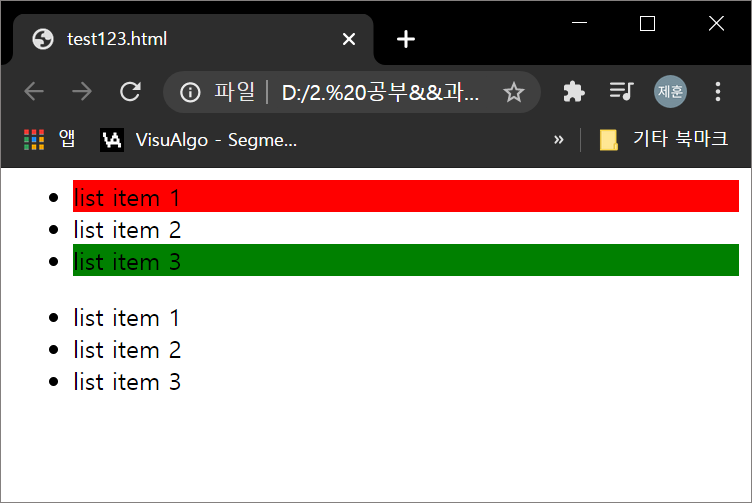 test123.html
파일 D:/2.%20공부&&과... 제훈
앱 VisuAlgo - Segme... » 기타 북마크
list item 1
list item 2
list item 3
list item 1
list item 2
list item 3